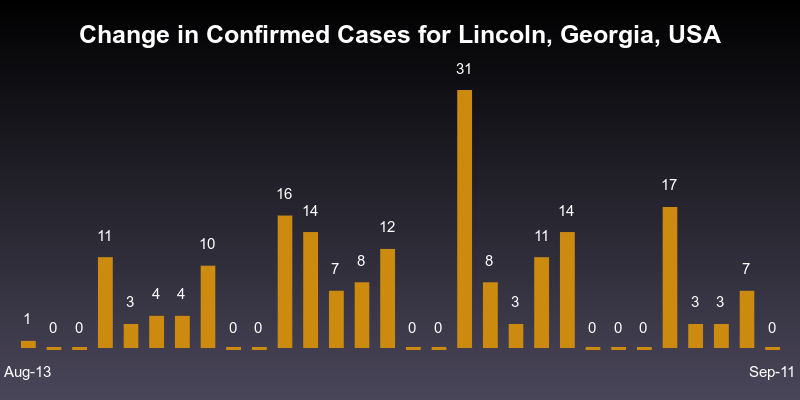 Change in Confirmed Cases for Lincoln, Georgia, USA
1 0 0 11 3 4 4 10 0 0 16 14 7 8 12 0 0 31 8 3 11 14 0 0 0 17 3 3 7 0
Aug-13 Sep-11